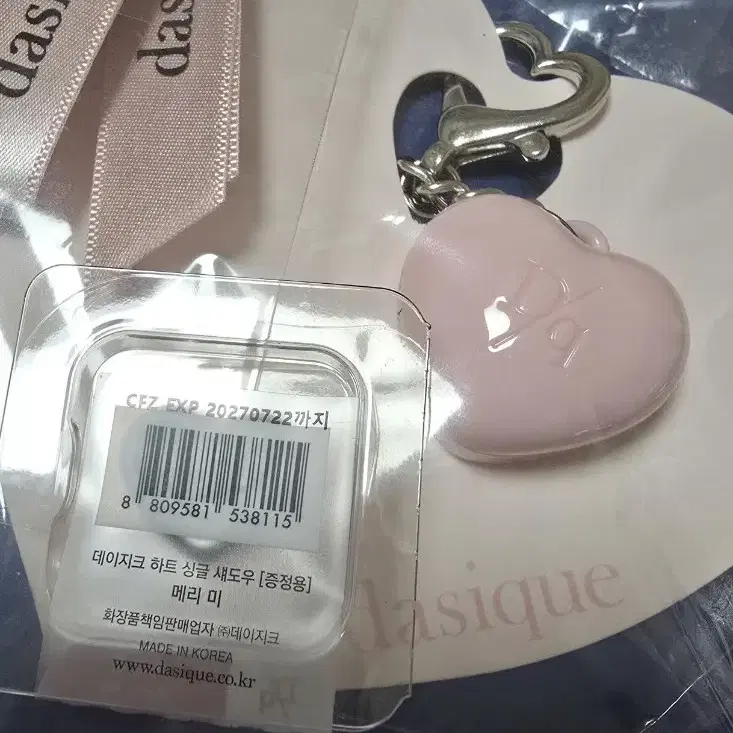 dasiq
dasi
CFZ EXP 20270722까지
8 809581 538115
데이지크 하트 싱글 섀도우 [증정용]
메리 미
화장품책임판매업자 ㈜데이지크
MADE IN KOREA
www.dasique.co.kr
dasique